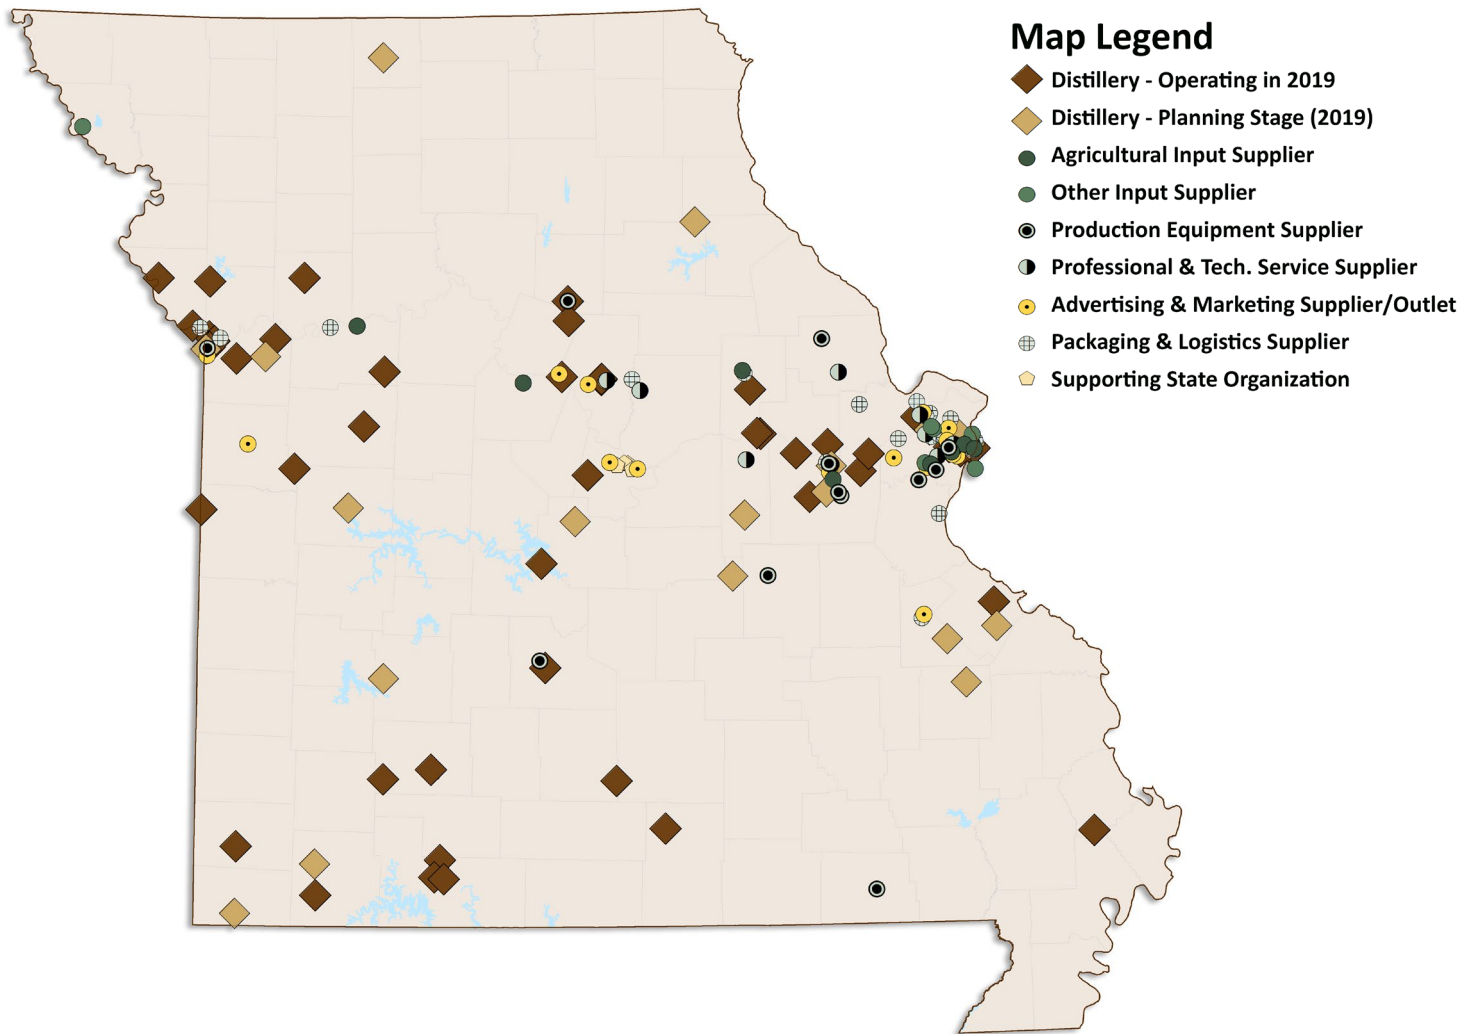 Map Legend
Distillery - Operating in 2019
Distillery - Planning Stage (2019)
Agricultural Input Supplier
Other Input Supplier
Production Equipment Supplier
Professional & Tech. Service Supplier
Advertising & Marketing Supplier/Outlet
Packaging & Logistics Supplier
Supporting State Organization